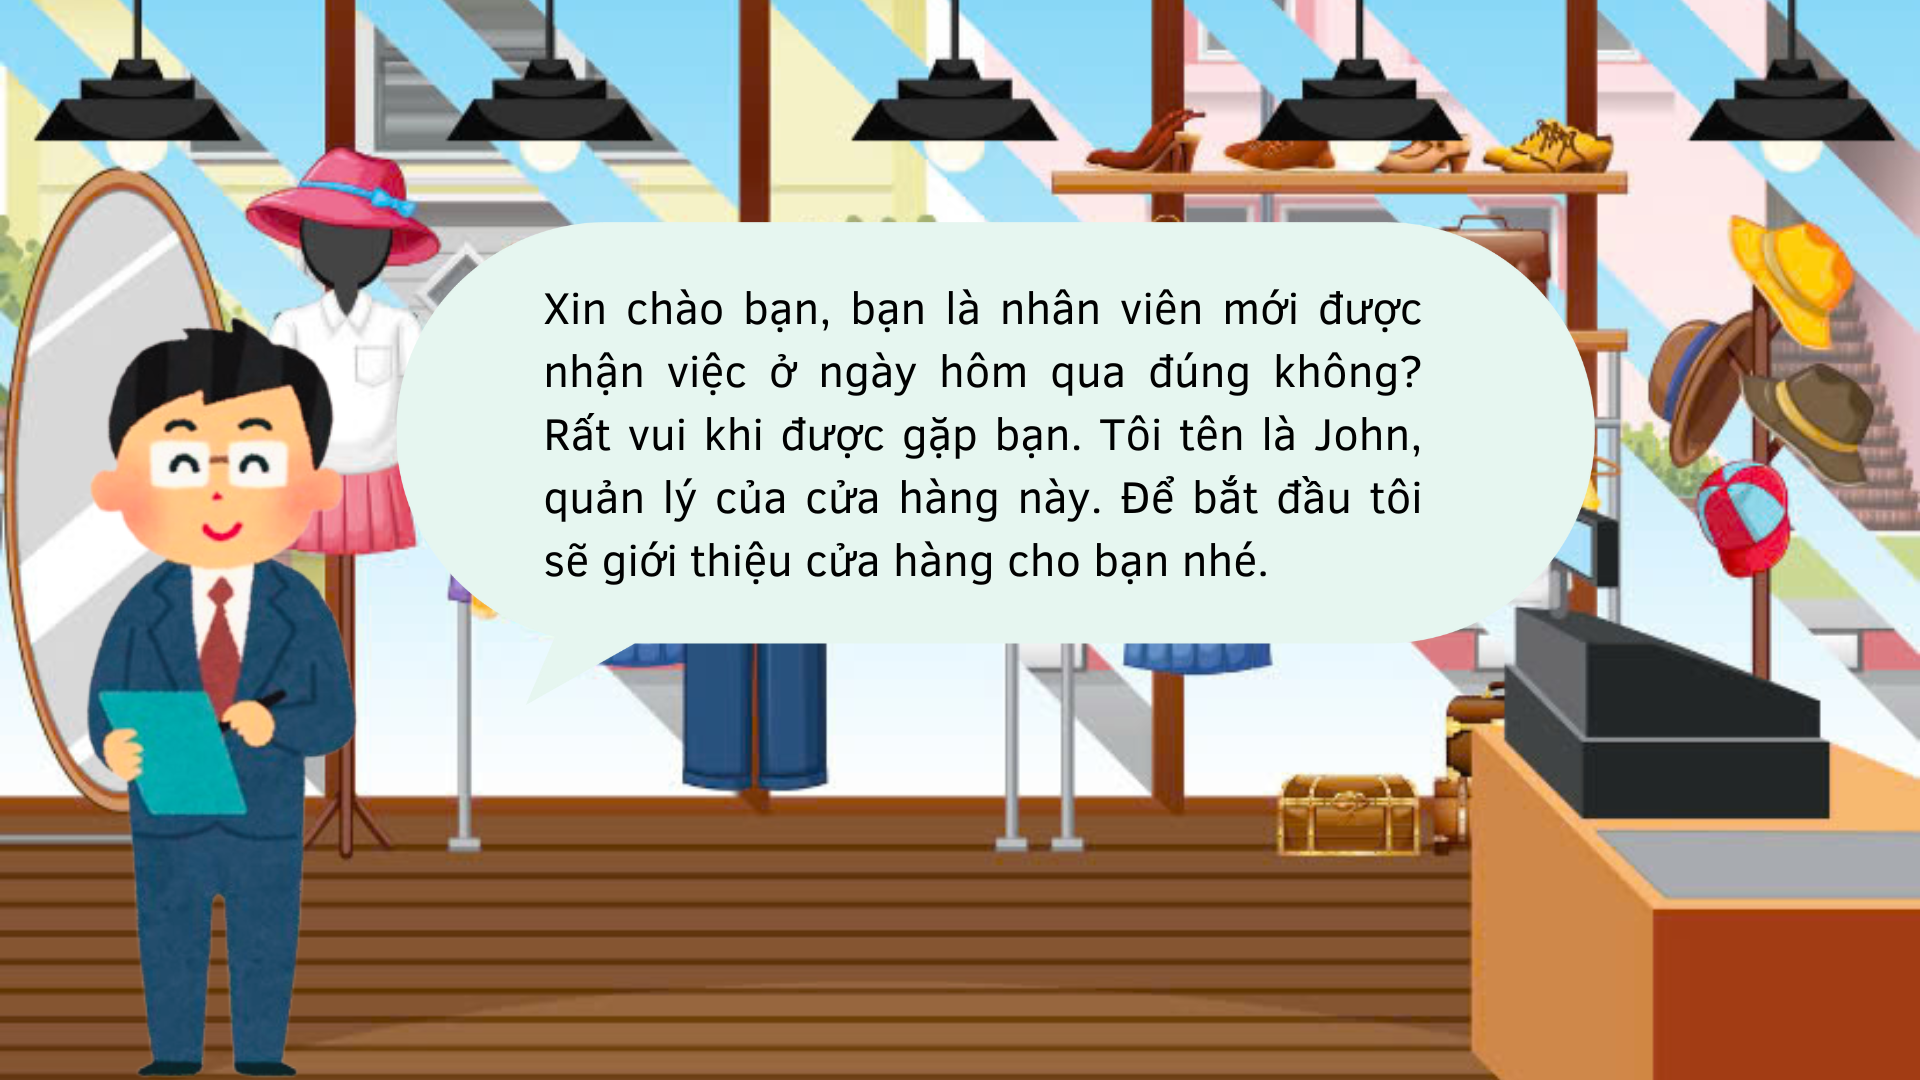 Xin chào bạn, bạn là nhân viên mới được
nhận việc ở ngày hôm qua đúng không?
Rất vui khi được gặp bạn. Tôi tên là John,
quản lý của cửa hàng này. Để bắt đầu tôi
sẽ giới thiệu cửa hàng cho bạn nhé.